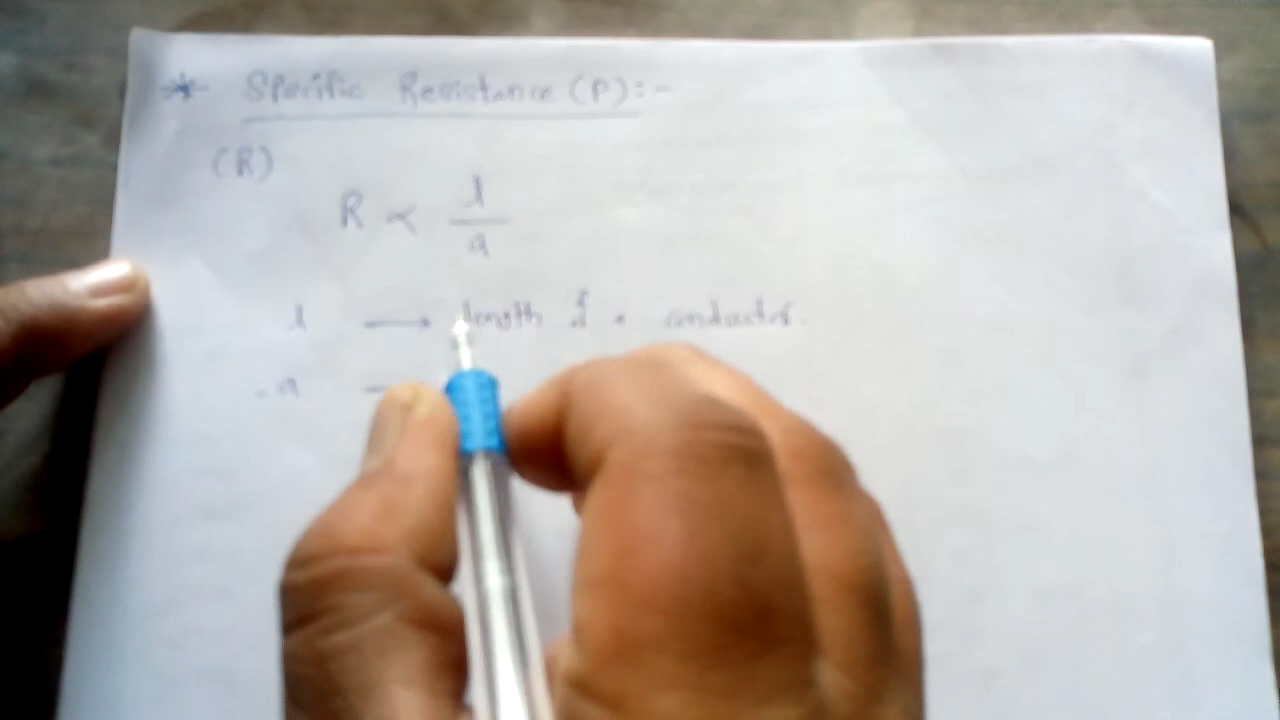 * Specific Resistance (P):-
(R)
R ∝ l/a
l → length of a conductor.
- a -